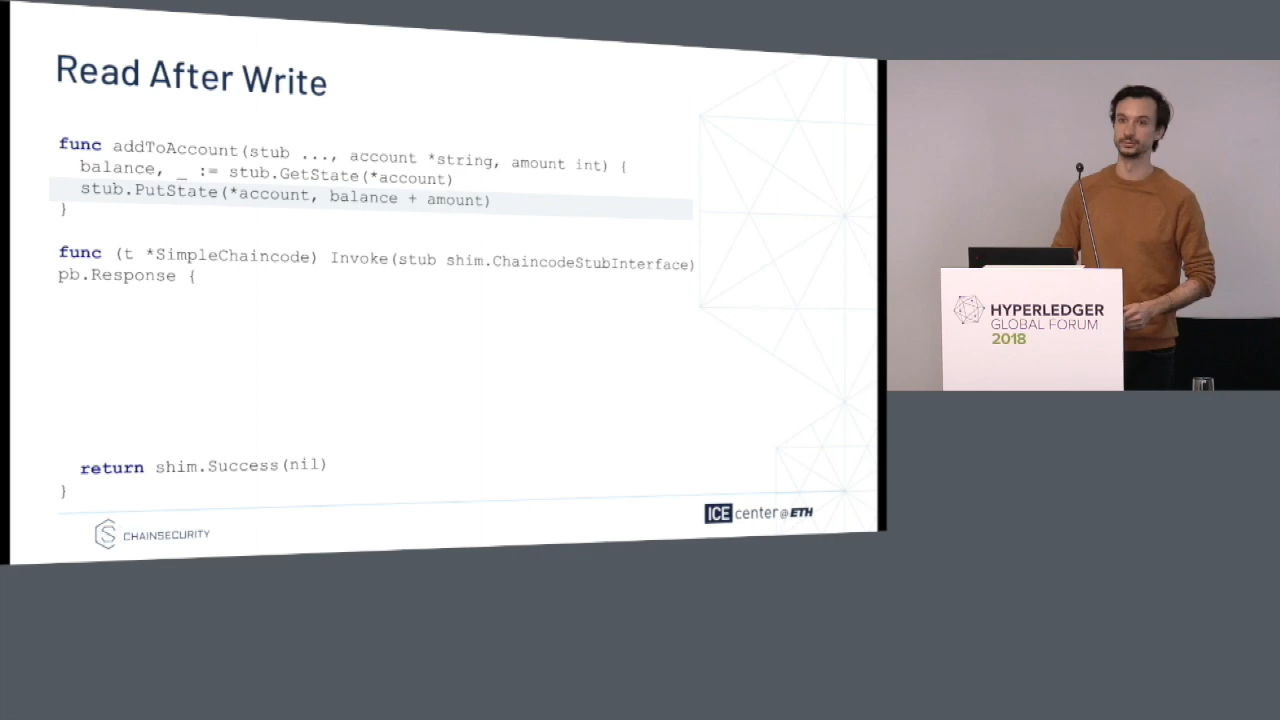 Read After Write
func addToAccount(stub ..., account *string, amount int) {
balance, _ := stub.GetState(*account)
stub.PutState(*account, balance + amount)
}
func (t *SimpleChaincode) Invoke(stub shim.ChaincodeStubInterface)
pb.Response {
return shim.Success(nil)
}
CHAINSECURITY
ICE center@ETH
HYPERLEDGER
GLOBAL FORUM
2018